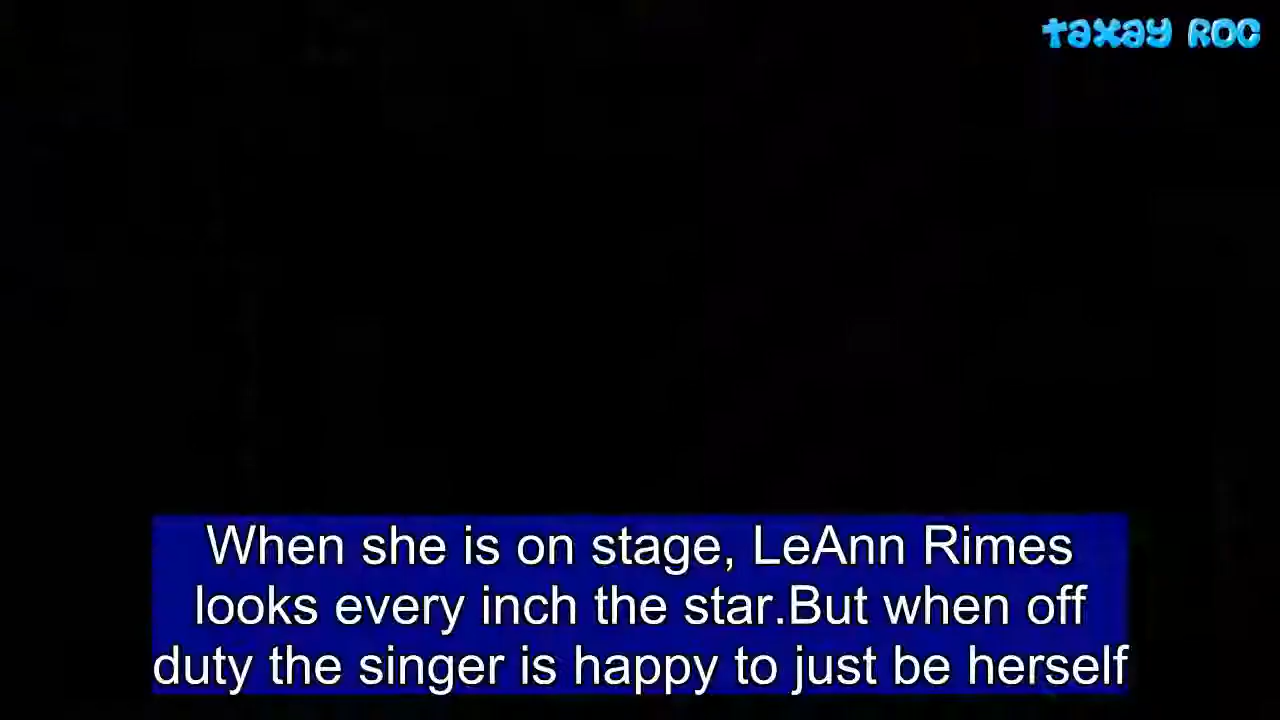 Taxay ROC
When she is on stage, LeAnn Rimes
looks every inch the star.But when off
duty the singer is happy to just be herself